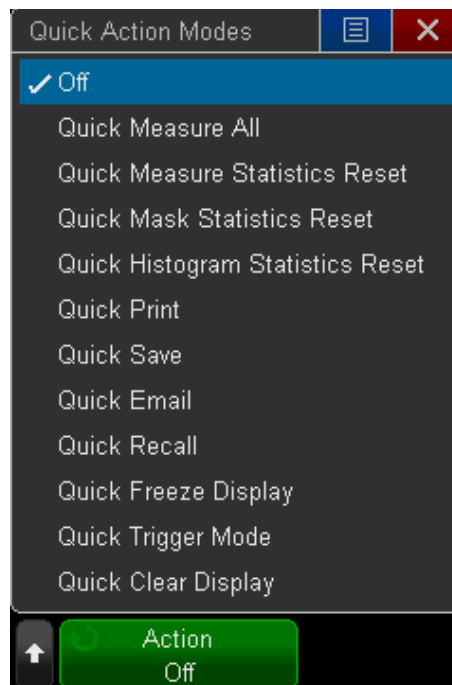 Quick Action Modes
Off
Quick Measure All
Quick Measure Statistics Reset
Quick Mask Statistics Reset
Quick Histogram Statistics Reset
Quick Print
Quick Save
Quick Email
Quick Recall
Quick Freeze Display
Quick Trigger Mode
Quick Clear Display
Action
Off